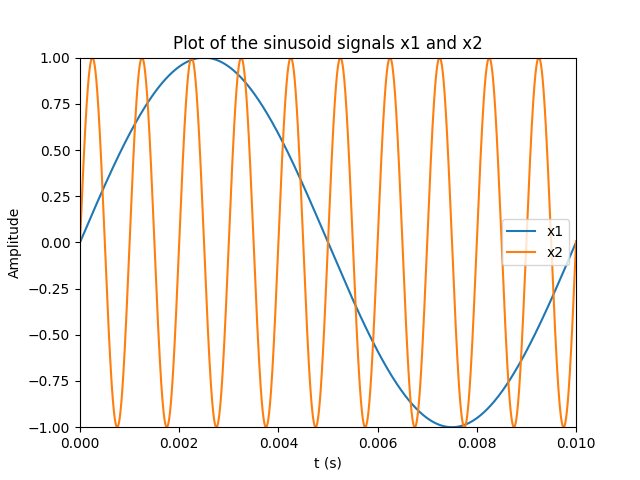 Plot of the sinusoid signals x1 and x2
1.00
0.75
0.50
0.25
0.00
−0.25
−0.50
−0.75
−1.00
Amplitude
x1
x2
0.000 0.002 0.004 0.006 0.008 0.010
t (s)